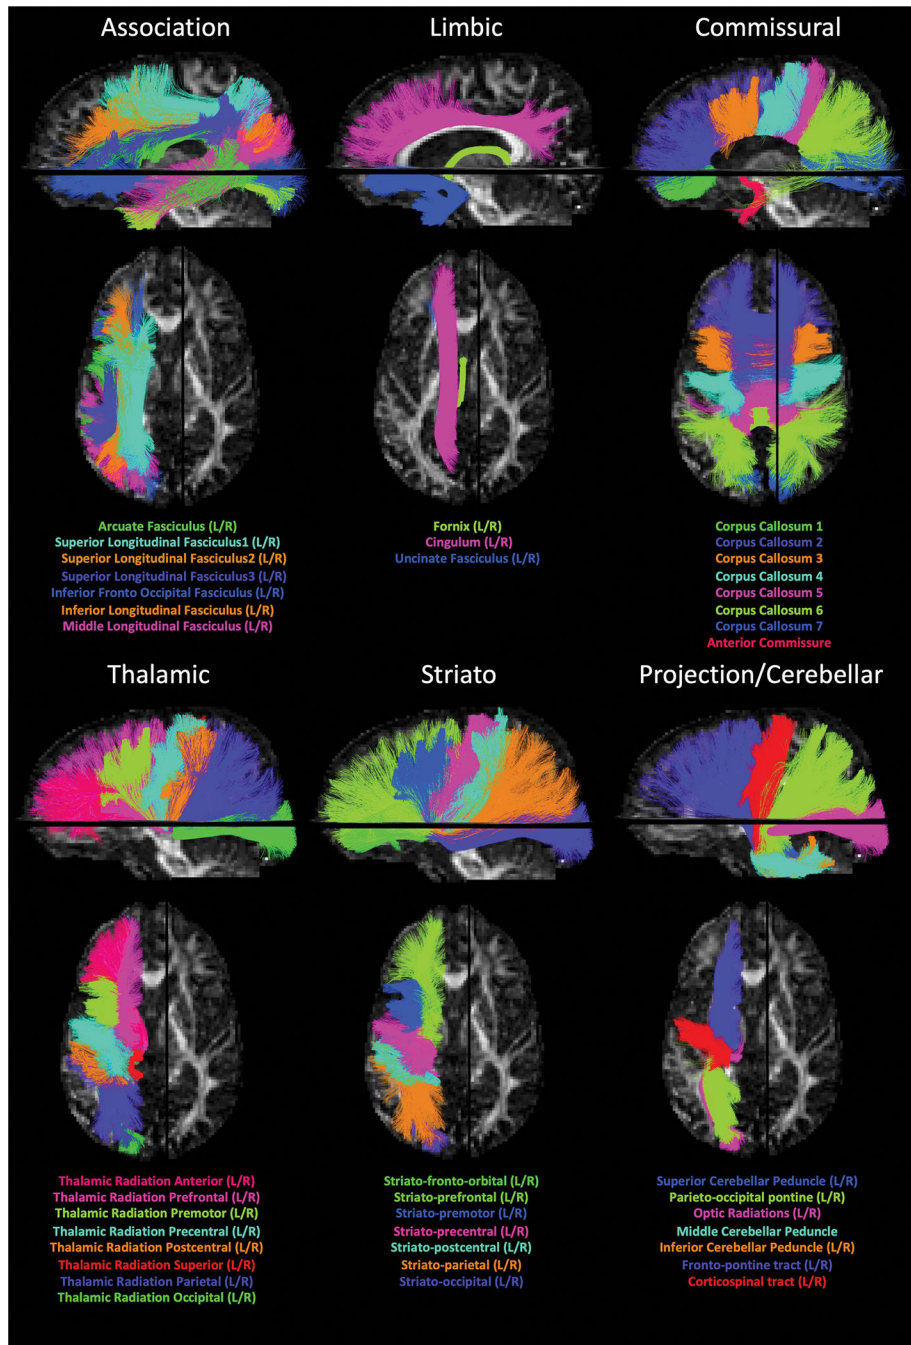 Association
Limbic
Commissural
Arcuate Fasciculus (L/R)
Superior Longitudinal Fasciculus1 (L/R)
Superior Longitudinal Fasciculus2 (L/R)
Superior Longitudinal Fasciculus3 (L/R)
Inferior Fronto Occipital Fasciculus (L/R)
Inferior Longitudinal Fasciculus (L/R)
Middle Longitudinal Fasciculus (L/R)
Fornix (L/R)
Cingulum (L/R)
Uncinate Fasciculus (L/R)
Corpus Callosum 1
Corpus Callosum 2
Corpus Callosum 3
Corpus Callosum 4
Corpus Callosum 5
Corpus Callosum 6
Corpus Callosum 7
Anterior Commissure
Thalamic
Striato
Projection/Cerebellar
Thalamic Radiation Anterior (L/R)
Thalamic Radiation Prefrontal (L/R)
Thalamic Radiation Premotor (L/R)
Thalamic Radiation Precentral (L/R)
Thalamic Radiation Postcentral (L/R)
Thalamic Radiation Superior (L/R)
Thalamic Radiation Parietal (L/R)
Thalamic Radiation Occipital (L/R)
Striato-fronto-orbital (L/R)
Striato-prefrontal (L/R)
Striato-premotor (L/R)
Striato-precentral (L/R)
Striato-postcentral (L/R)
Striato-parietal (L/R)
Striato-occipital (L/R)
Superior Cerebellar Peduncle (L/R)
Parieto-occipital pontine (L/R)
Optic Radiations (L/R)
Middle Cerebellar Peduncle
Inferior Cerebellar Peduncle (L/R)
Fronto-pontine tract (L/R)
Corticospinal tract (L/R)